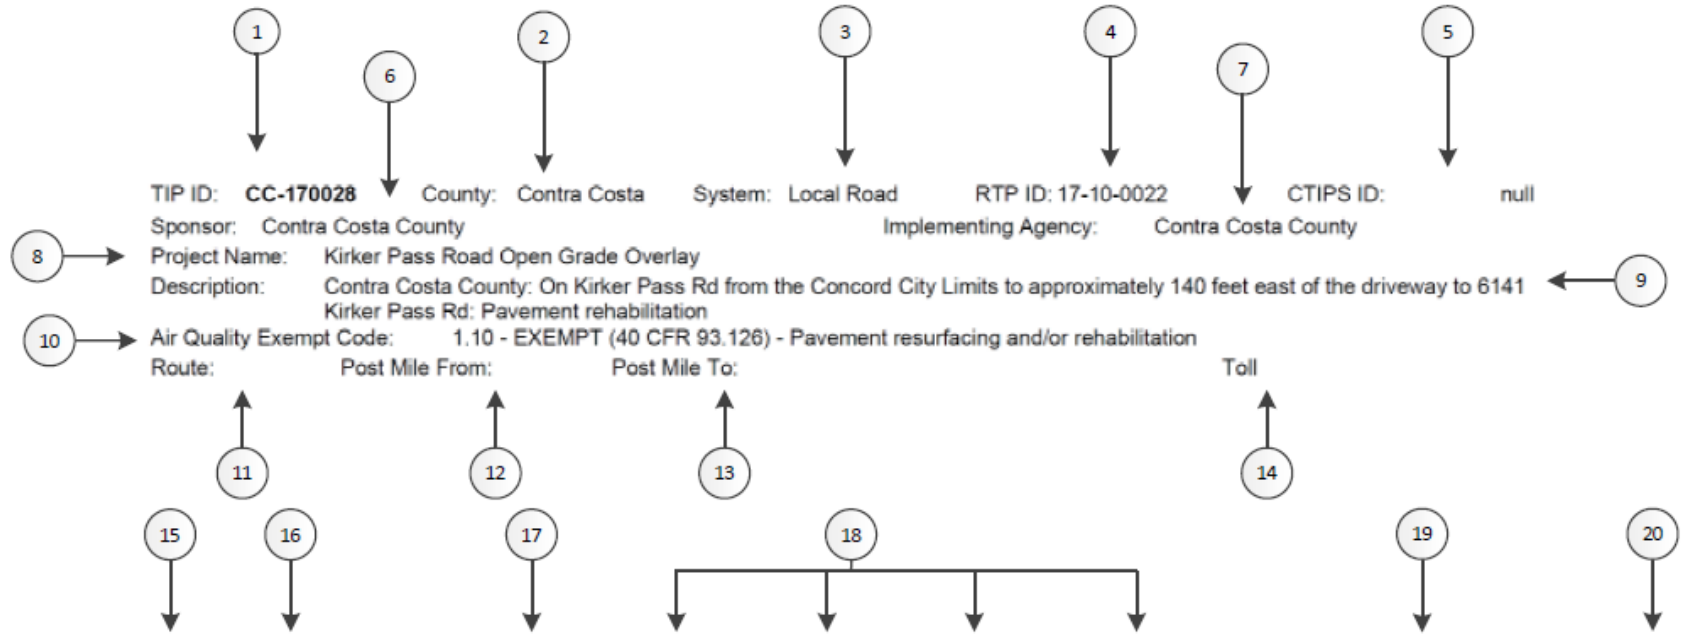 1 2 3 4 5
6 7
TIP ID: CC-170028 County: Contra Costa System: Local Road RTP ID: 17-10-0022 CTIPS ID: null
Sponsor: Contra Costa County Implementing Agency: Contra Costa County
8 Project Name: Kirker Pass Road Open Grade Overlay
Description: Contra Costa County: On Kirker Pass Rd from the Concord City Limits to approximately 140 feet east of the driveway to 6141 9
Kirker Pass Rd: Pavement rehabilitation
10 Air Quality Exempt Code: 1.10 - EXEMPT (40 CFR 93.126) - Pavement resurfacing and/or rehabilitation
Route: Post Mile From: Post Mile To: Toll
11 12 13 14
15 16 17 18 19 20